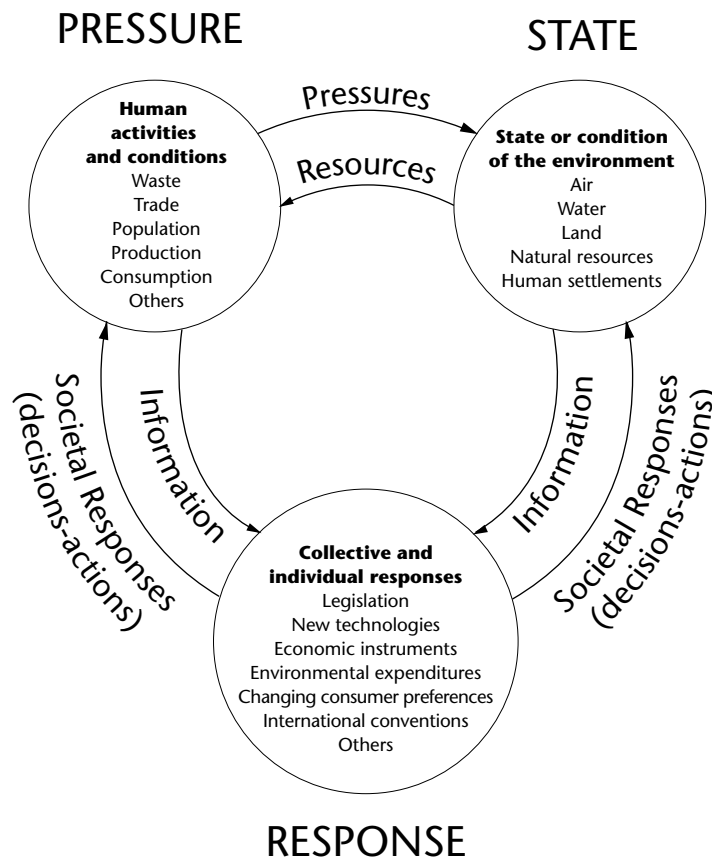 PRESSURE
STATE
Pressures
Resources
Human
activities
and conditions
Waste
Trade
Population
Production
Consumption
Others
State or condition
of the environment
Air
Water
Land
Natural resources
Human settlements
Societal Responses
(decisions-actions)
Information
Information
Societal Responses
(decisions-actions)
Collective and
individual responses
Legislation
New technologies
Economic instruments
Environmental expenditures
Changing consumer preferences
International conventions
Others
RESPONSE